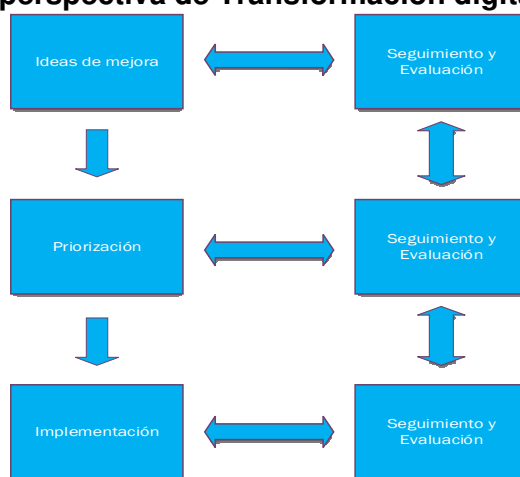 perspectiva de Transformación digit
Ideas de mejora
Seguimiento y
Evaluación
Priorización
Seguimiento y
Evaluación
Implementación
Seguimiento y
Evaluación